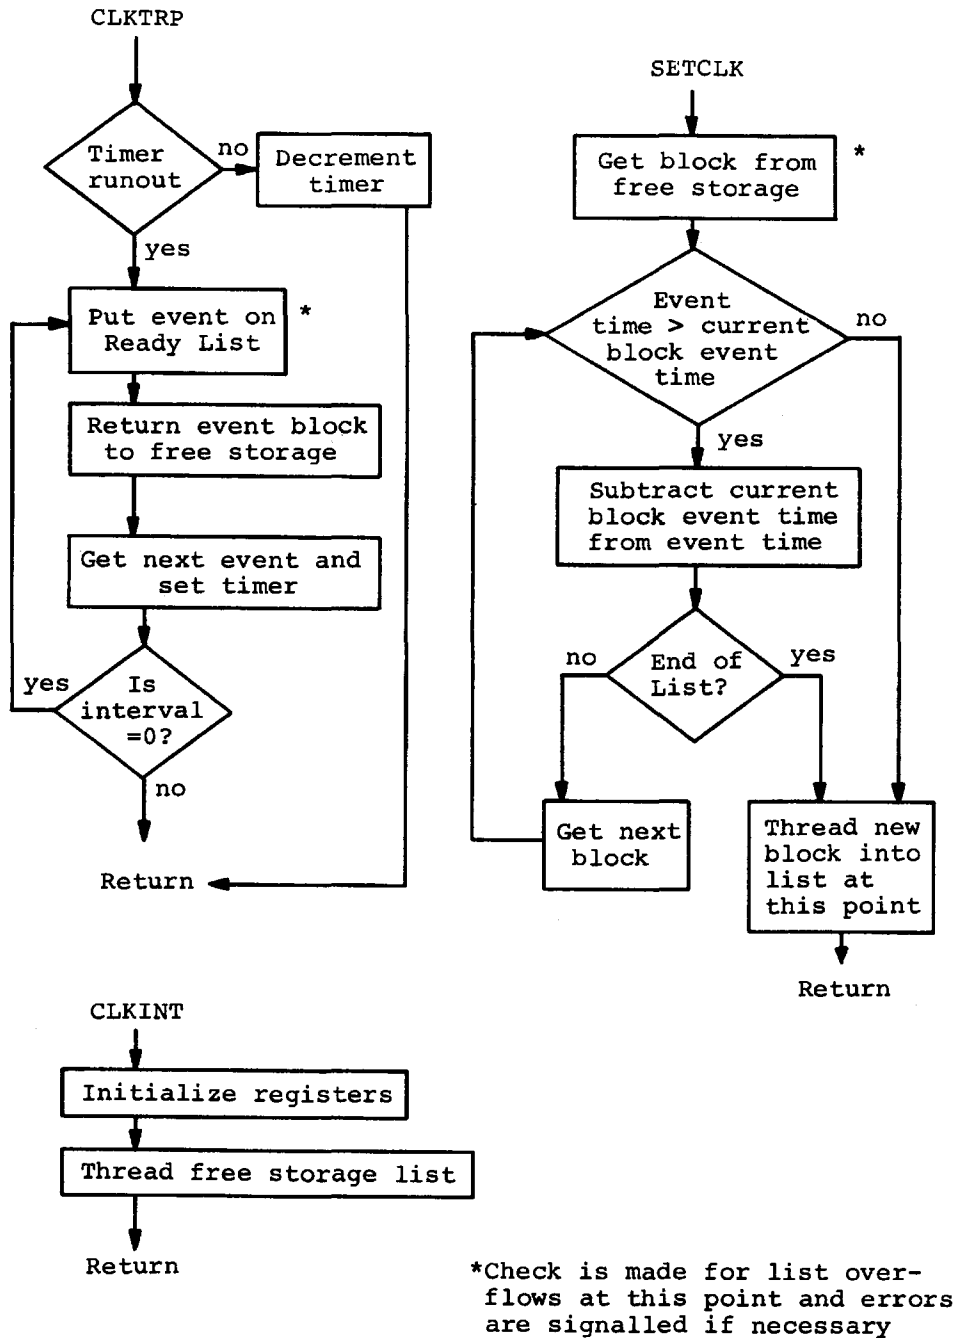 CLKTRP
Timer
runout
no
Decrement
timer
yes
Put event on
Ready List
*
Return event block
to free storage
Get next event and
set timer
yes
Is
interval
=0?
no
Return
SETCLK
Get block from
free storage
*
Event
time > current
block event
time
no
yes
Subtract current
block event time
from event time
no
End of
List?
yes
Get next
block
Thread new
block into
list at
this point
Return
CLKINT
Initialize registers
Thread free storage list
Return
*Check is made for list over-
flows at this point and errors
are signalled if necessary